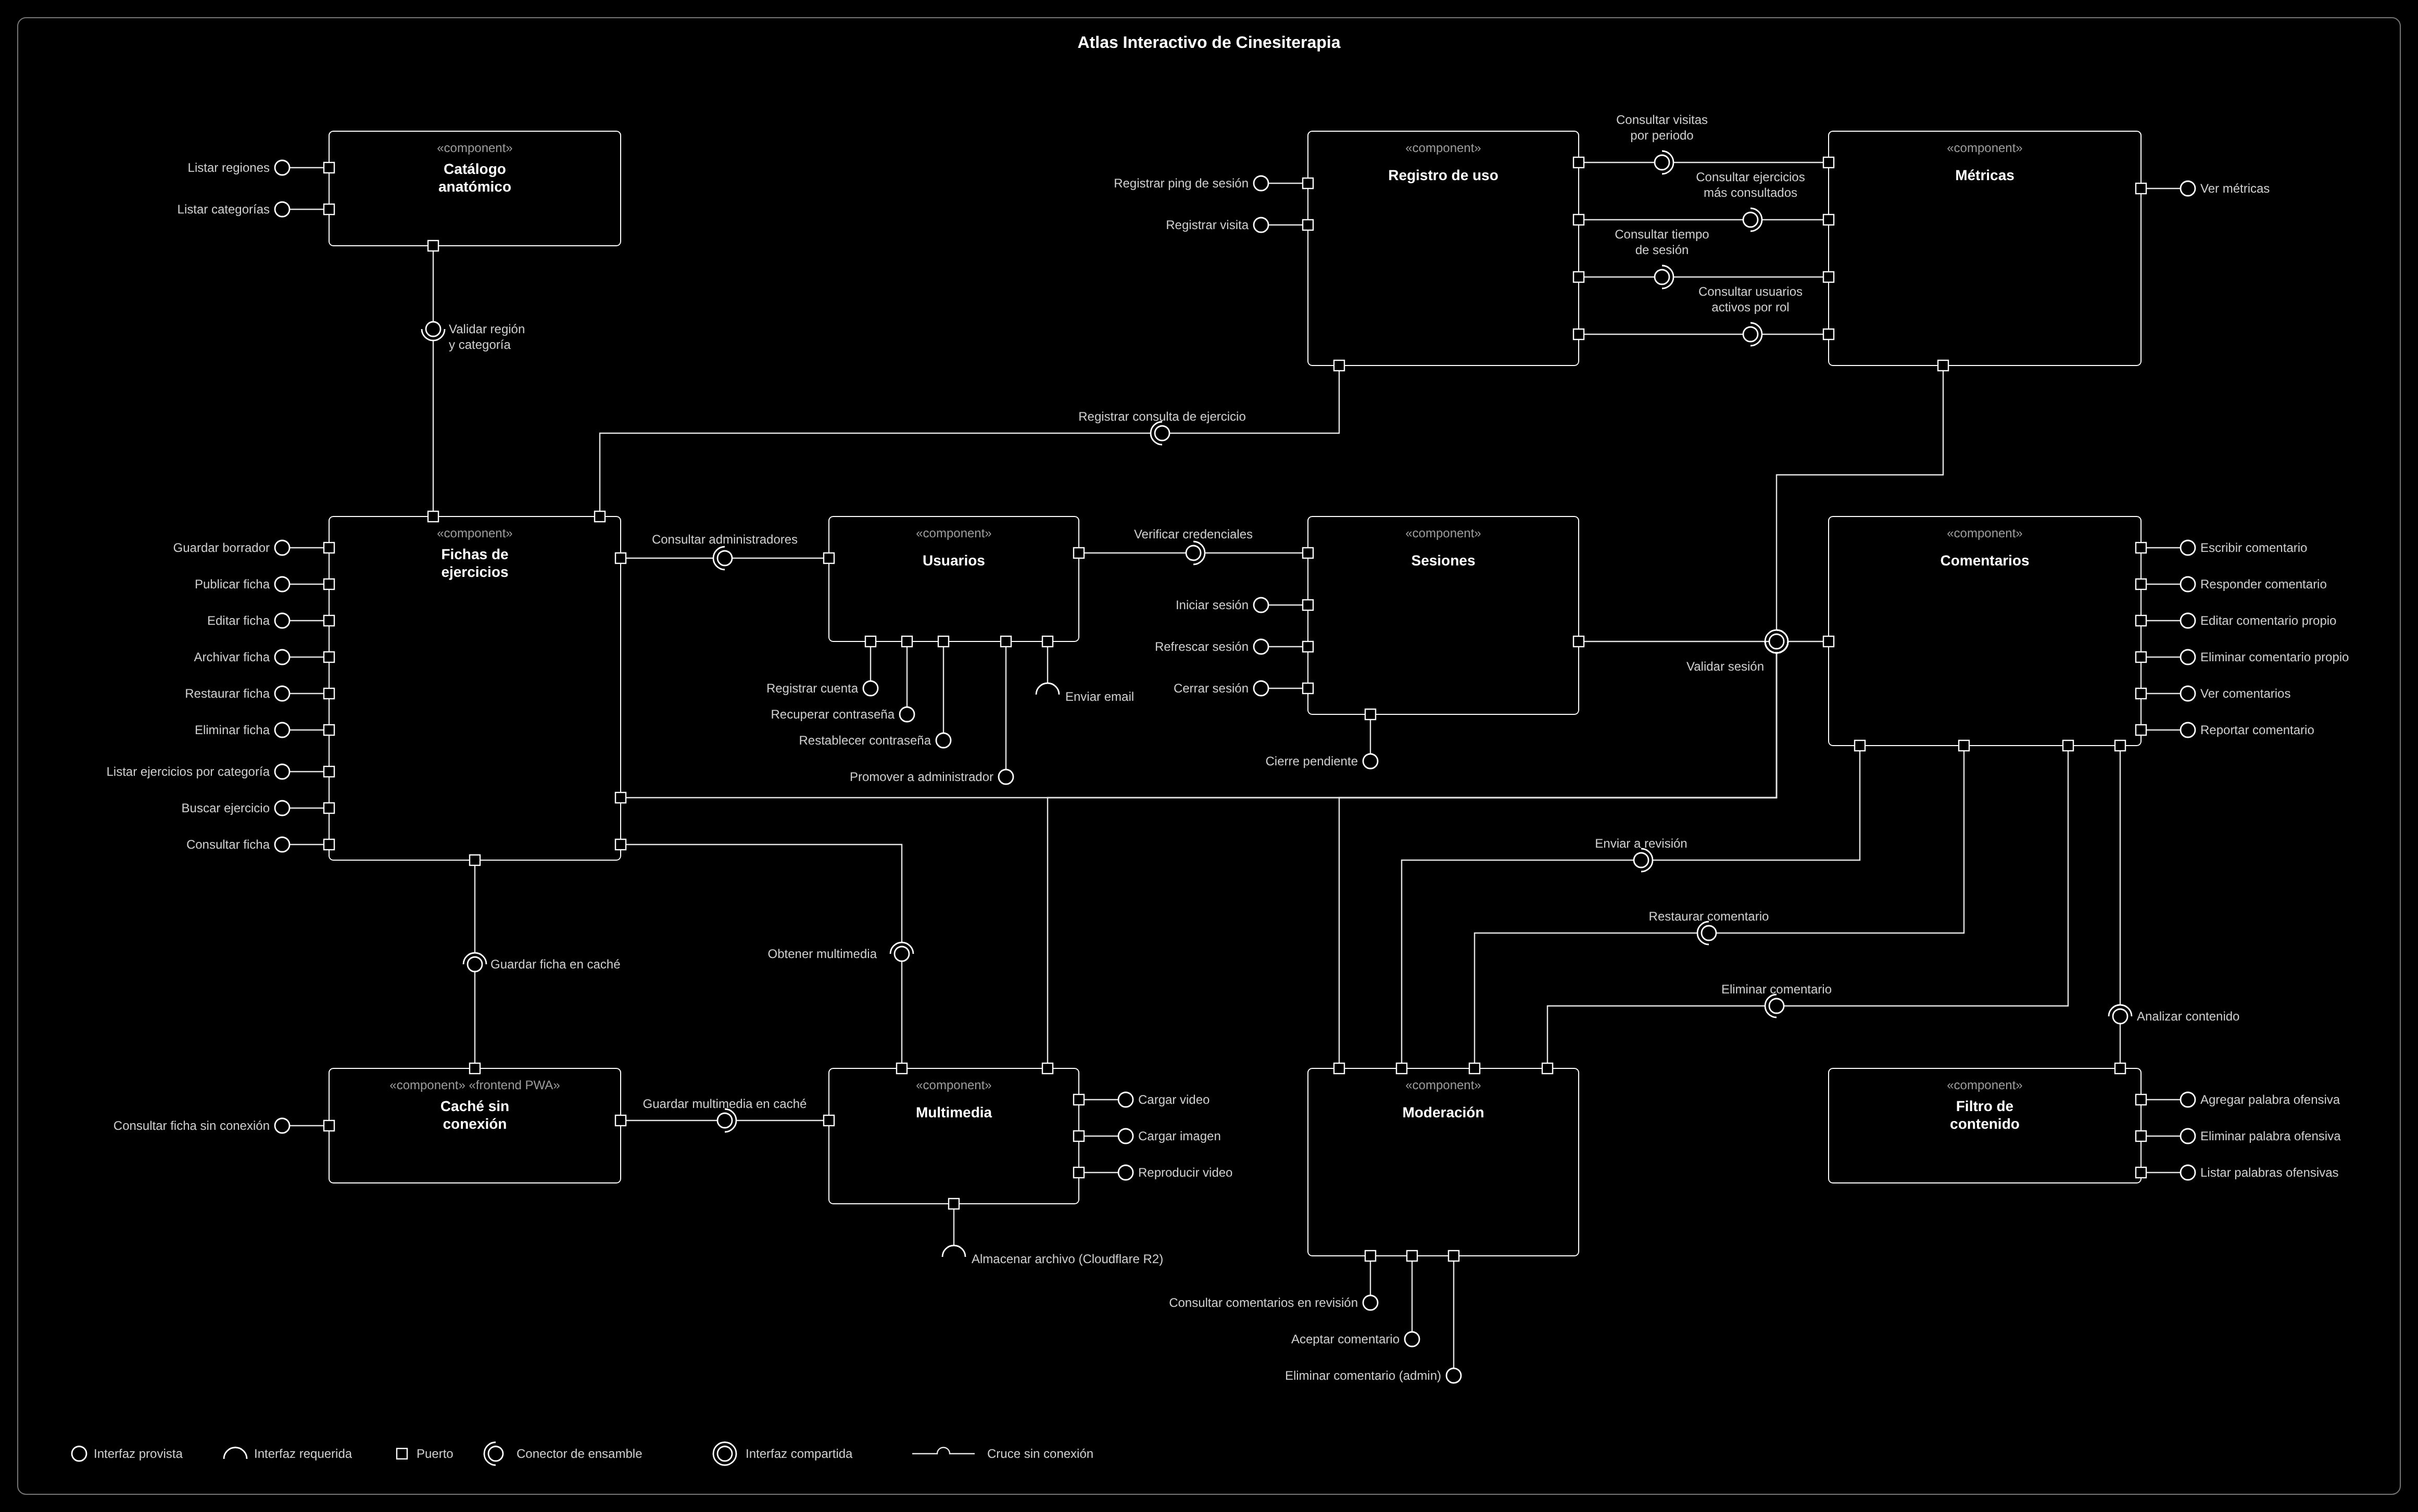 Atlas Interactivo de Cinesiterapia
«component»
Catálogo
anatómico
Listar regiones
Listar categorías
Validar región
y categoría
«component»
Registro de uso
Registrar ping de sesión
Registrar visita
Consultar visitas
por periodo
Consultar ejercicios
más consultados
Consultar tiempo
de sesión
Consultar usuarios
activos por rol
«component»
Métricas
Ver métricas
Registrar consulta de ejercicio
«component»
Fichas de
ejercicios
Guardar borrador
Publicar ficha
Editar ficha
Archivar ficha
Restaurar ficha
Eliminar ficha
Listar ejercicios por categoría
Buscar ejercicio
Consultar ficha
Consultar administradores
«component»
Usuarios
Registrar cuenta
Recuperar contraseña
Restablecer contraseña
Promover a administrador
Enviar email
Verificar credenciales
«component»
Sesiones
Iniciar sesión
Refrescar sesión
Cerrar sesión
Cierre pendiente
Validar sesión
«component»
Comentarios
Escribir comentario
Responder comentario
Editar comentario propio
Eliminar comentario propio
Ver comentarios
Reportar comentario
Enviar a revisión
Restaurar comentario
Eliminar comentario
Analizar contenido
Guardar ficha en caché
Obtener multimedia
«component» «frontend PWA»
Caché sin
conexión
Consultar ficha sin conexión
Guardar multimedia en caché
«component»
Multimedia
Cargar video
Cargar imagen
Reproducir video
Almacenar archivo (Cloudflare R2)
«component»
Moderación
Consultar comentarios en revisión
Aceptar comentario
Eliminar comentario (admin)
«component»
Filtro de
contenido
Agregar palabra ofensiva
Eliminar palabra ofensiva
Listar palabras ofensivas
Interfaz provista
Interfaz requerida
Puerto
Conector de ensamble
Interfaz compartida
Cruce sin conexión